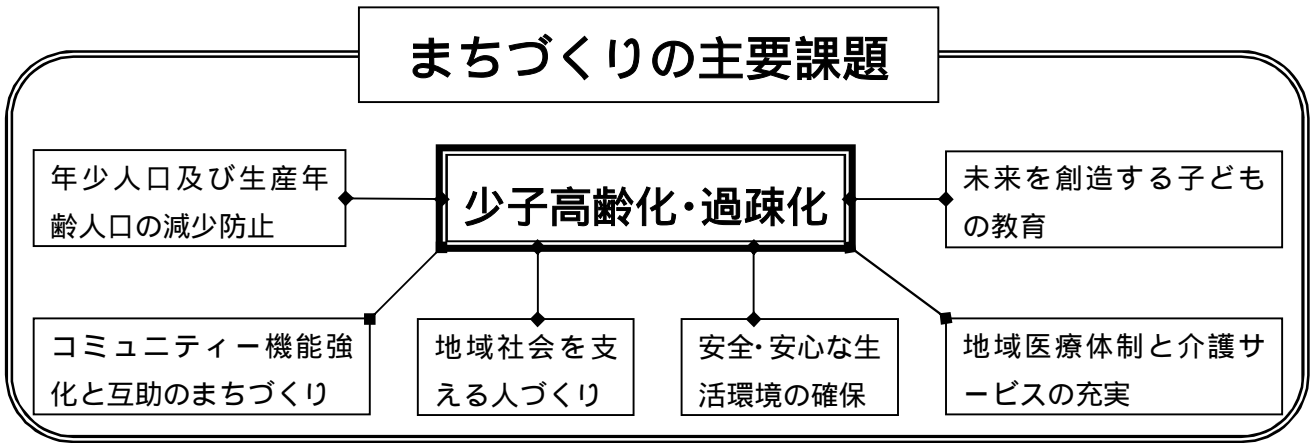 まちづくりの主要課題
年少人口及び生産年
齢人口の減少防止
少子高齢化・過疎化
未来を創造する子ども
の教育
コミュニティー機能強
化と互助のまちづくり
地域社会を支
える人づくり
安全・安心な生
活環境の確保
地域医療体制と介護サ
ービスの充実